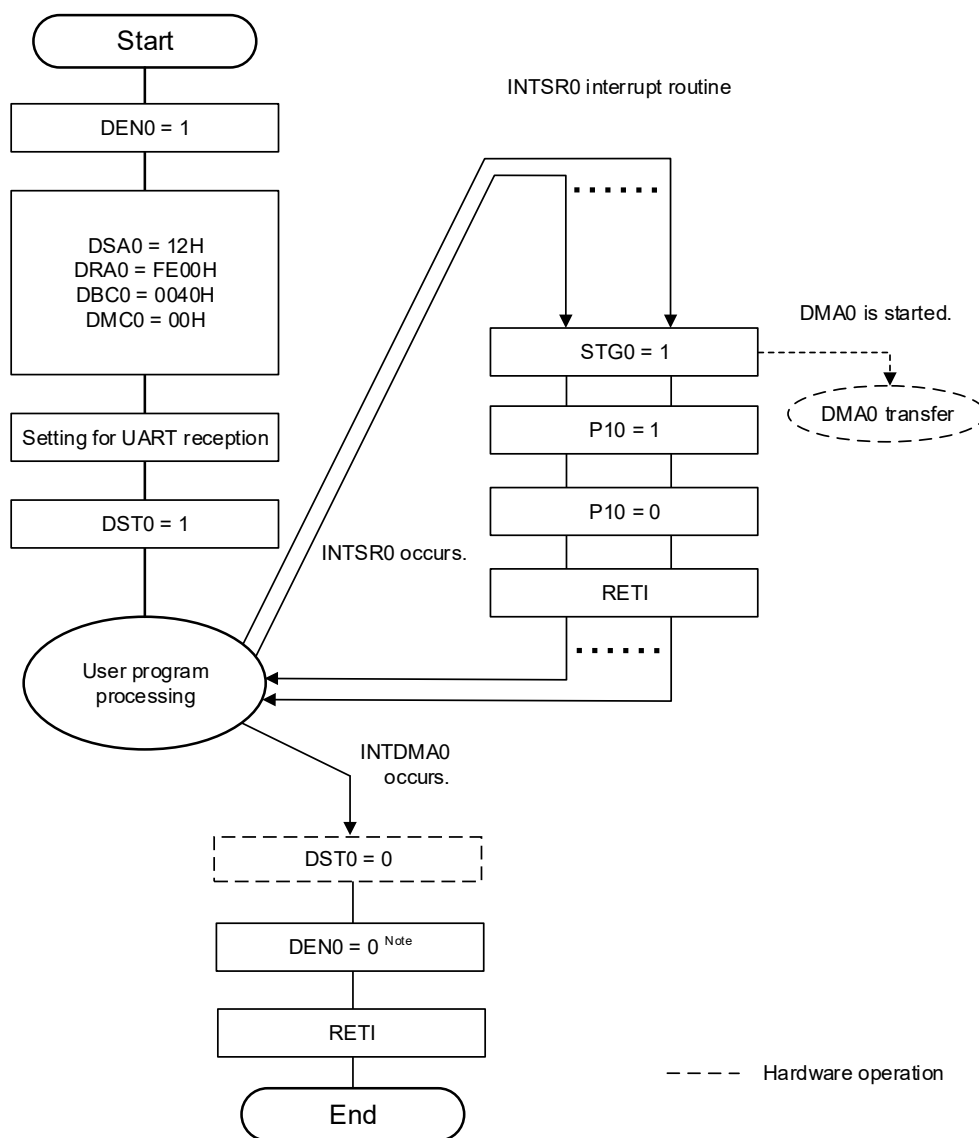 Start
DEN0 = 1
DSA0 = 12H
DRA0 = FE00H
DBC0 = 0040H
DMC0 = 00H
Setting for UART reception
DST0 = 1
User program
processing
INTSR0 interrupt routine
INTSR0 occurs.
STG0 = 1
P10 = 1
P10 = 0
RETI
DMA0 is started.
DMA0 transfer
INTDMA0
occurs.
DST0 = 0
DEN0 = 0 Note
RETI
End
Hardware operation